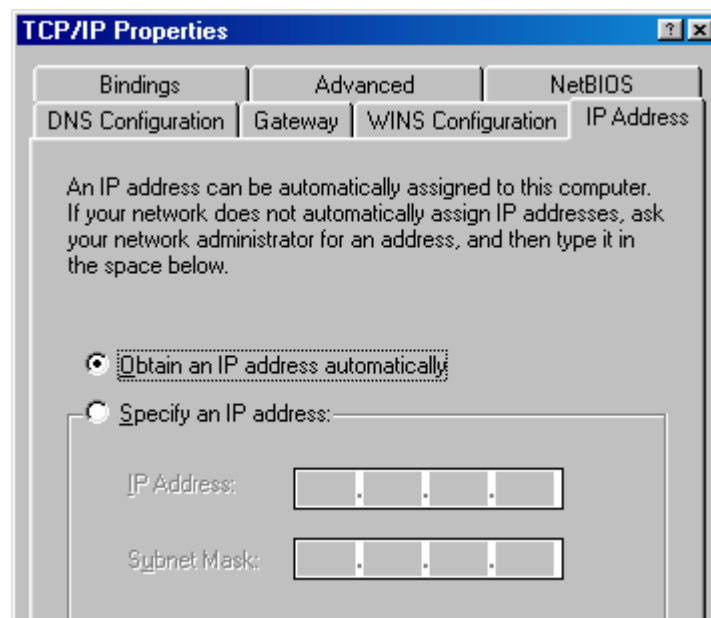 TCP/IP Properties
Bindings Advanced NetBIOS
DNS Configuration Gateway WINS Configuration IP Address
An IP address can be automatically assigned to this computer.
If your network does not automatically assign IP addresses, ask
your network administrator for an address, and then type it in
the space below.
Obtain an IP address automatically
Specify an IP address:
IP Address:
Subnet Mask: